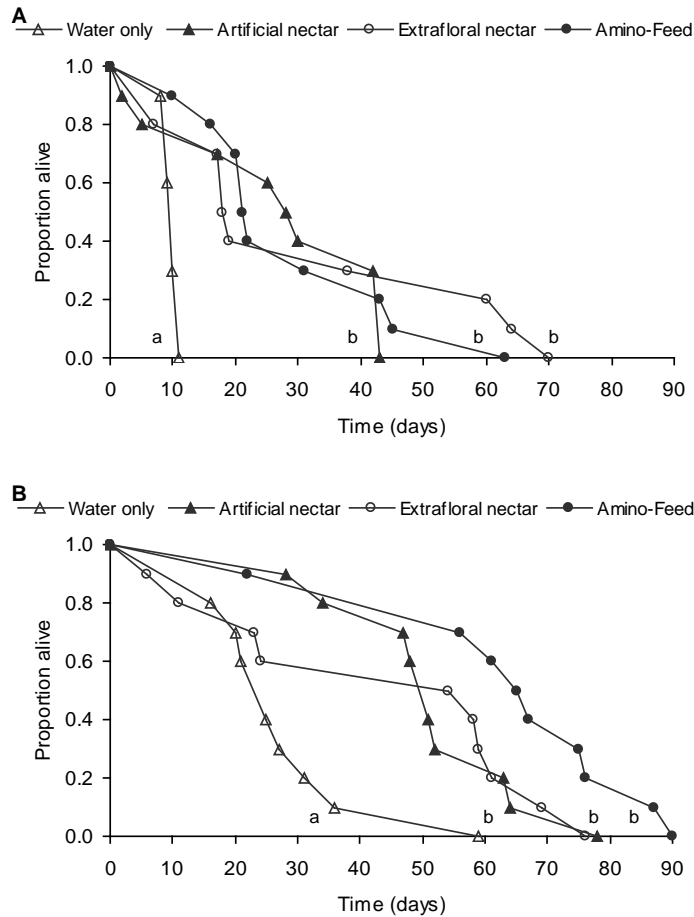 A
Water only Artificial nectar Extrafloral nectar Amino-Feed
1.0
0.8
0.6
0.4
0.2
0.0
Proportion alive
a b b b
0 10 20 30 40 50 60 70 80 90
Time (days)
B
Water only Artificial nectar Extrafloral nectar Amino-Feed
1.0
0.8
0.6
0.4
0.2
0.0
Proportion alive
a b b b
0 10 20 30 40 50 60 70 80 90
Time (days)